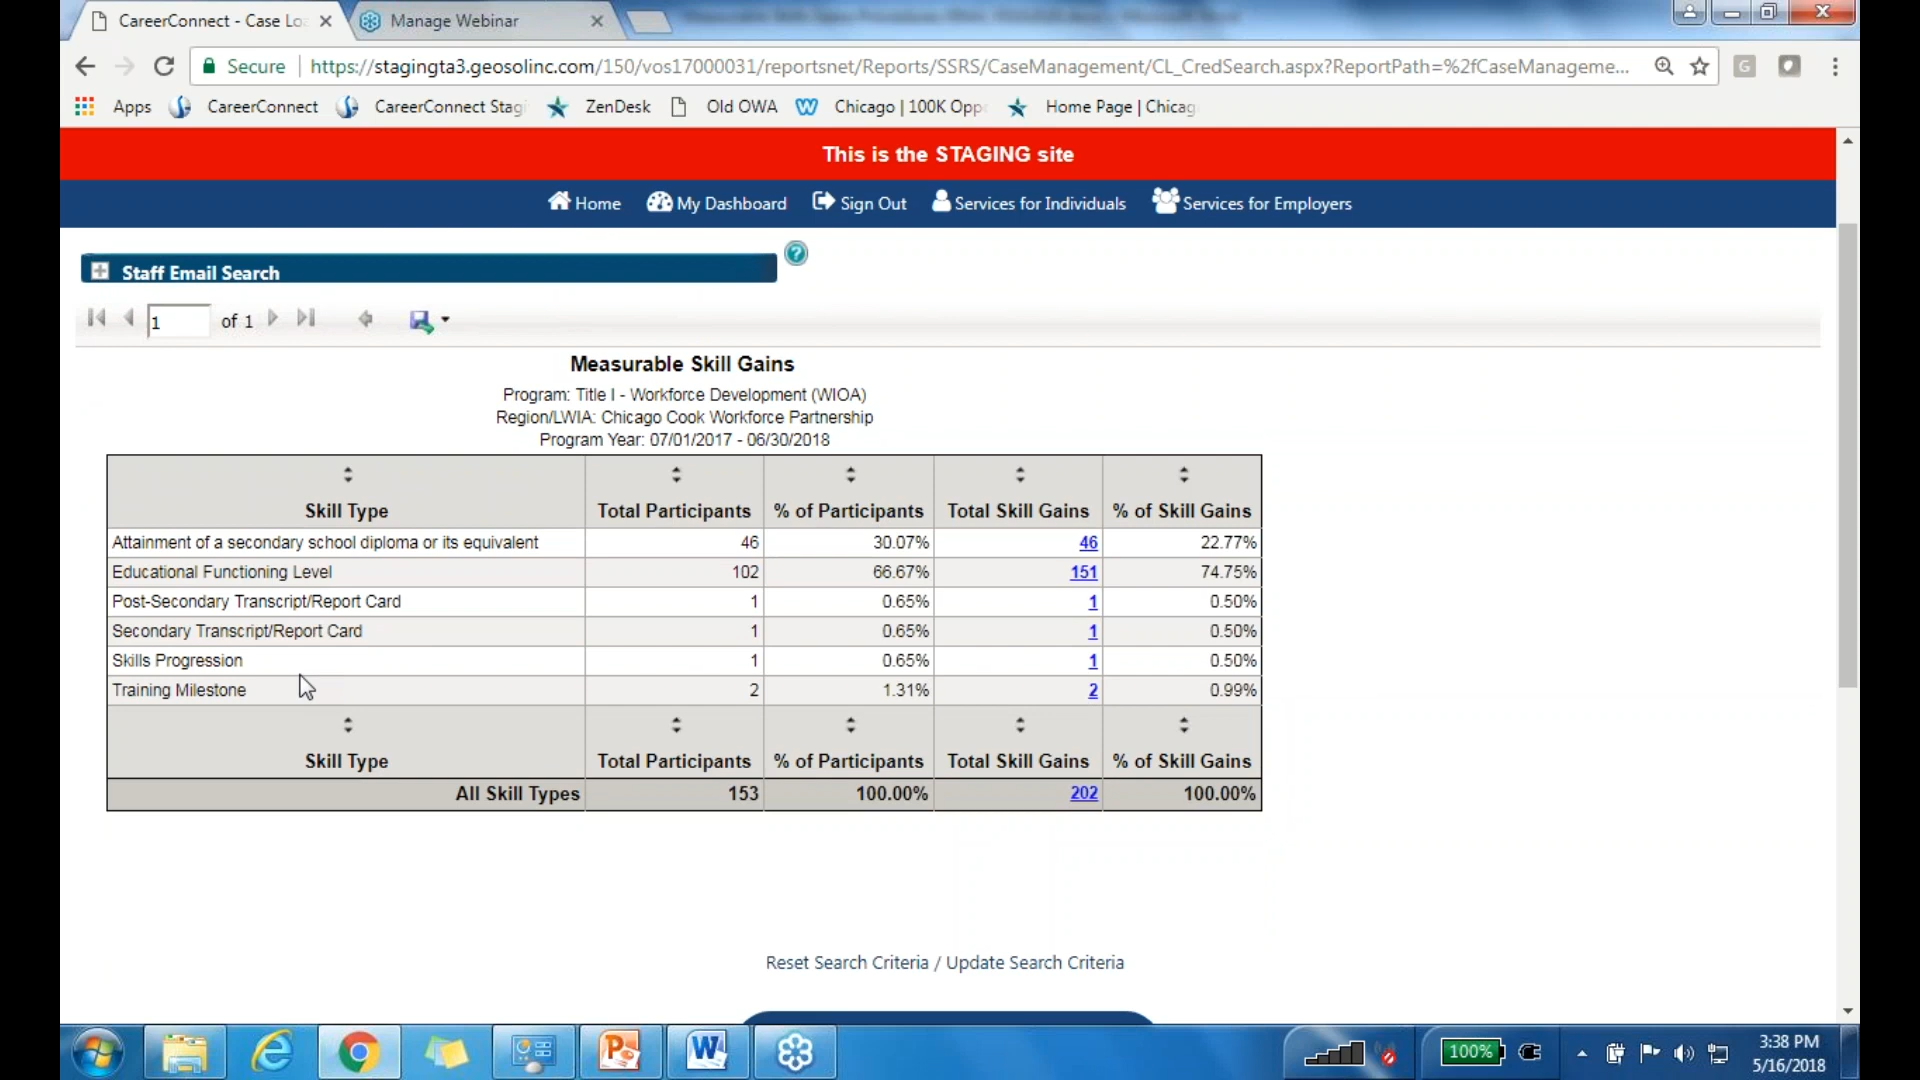 CareerConnect - Case Lo
Manage Webinar
Secure https://stagingta3.geosolinc.com/150/vos17000031/reportsnet/Reports/SSRS/CaseManagement/CL_CredSearch.aspx?ReportPath=%2fCaseManageme...
Apps CareerConnect CareerConnect Stagi ZenDesk Old OWA Chicago | 100K Opp Home Page | Chicag
This is the STAGING site
Home My Dashboard Sign Out Services for Individuals Services for Employers
Staff Email Search
1 of 1
Measurable Skill Gains
Program: Title I - Workforce Development (WIOA)
Region/LWIA: Chicago Cook Workforce Partnership
Program Year: 07/01/2017 - 06/30/2018
Skill Type Total Participants % of Participants Total Skill Gains % of Skill Gains
Attainment of a secondary school diploma or its equivalent 46 30.07% 46 22.77%
Educational Functioning Level 102 66.67% 151 74.75%
Post-Secondary Transcript/Report Card 1 0.65% 1 0.50%
Secondary Transcript/Report Card 1 0.65% 1 0.50%
Skills Progression 1 0.65% 1 0.50%
Training Milestone 2 1.31% 2 0.99%
Skill Type Total Participants % of Participants Total Skill Gains % of Skill Gains
All Skill Types 153 100.00% 202 100.00%
Reset Search Criteria / Update Search Criteria
100%
3:38 PM
5/16/2018